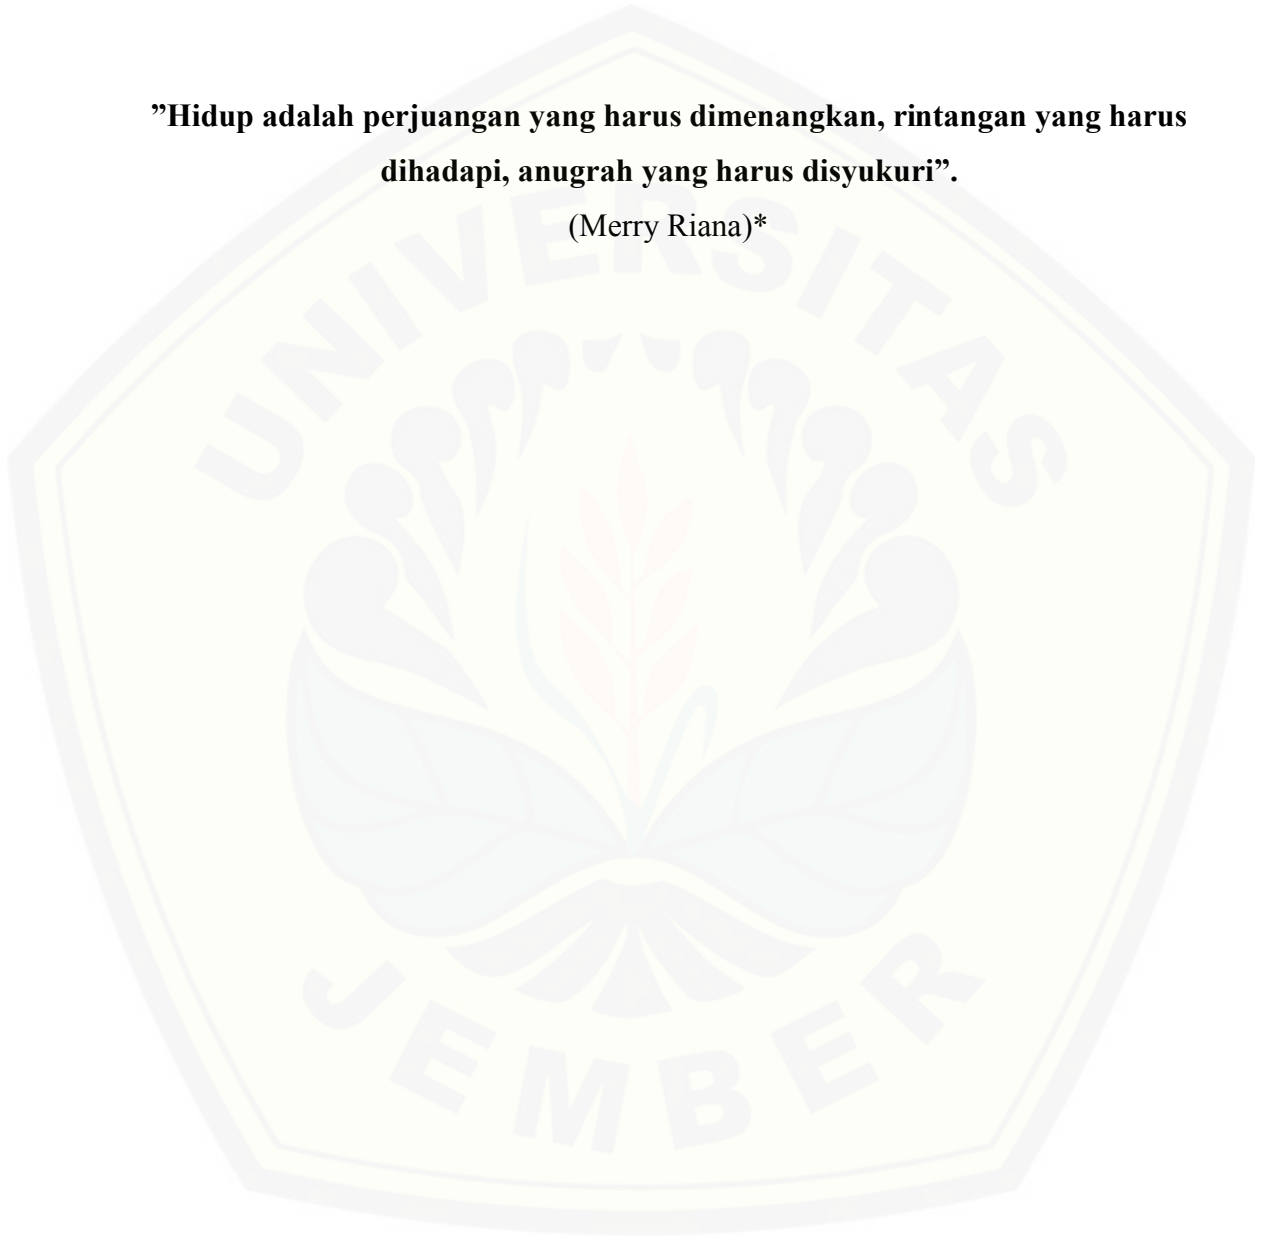 ”Hidup adalah perjuangan yang harus dimenangkan, rintangan yang harus
dihadapi, anugrah yang harus disyukuri”.
(Merry Riana)*
UNIVERSITAS
JEMBER